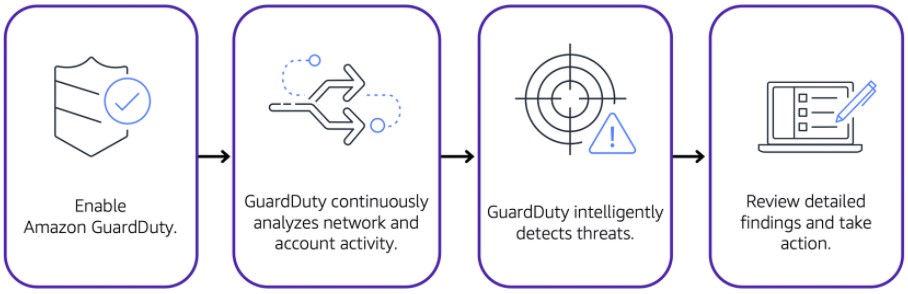 Enable
Amazon GuardDuty.
GuardDuty continuously
analyzes network and
account activity.
GuardDuty intelligently
detects threats.
Review detailed
findings and take
action.